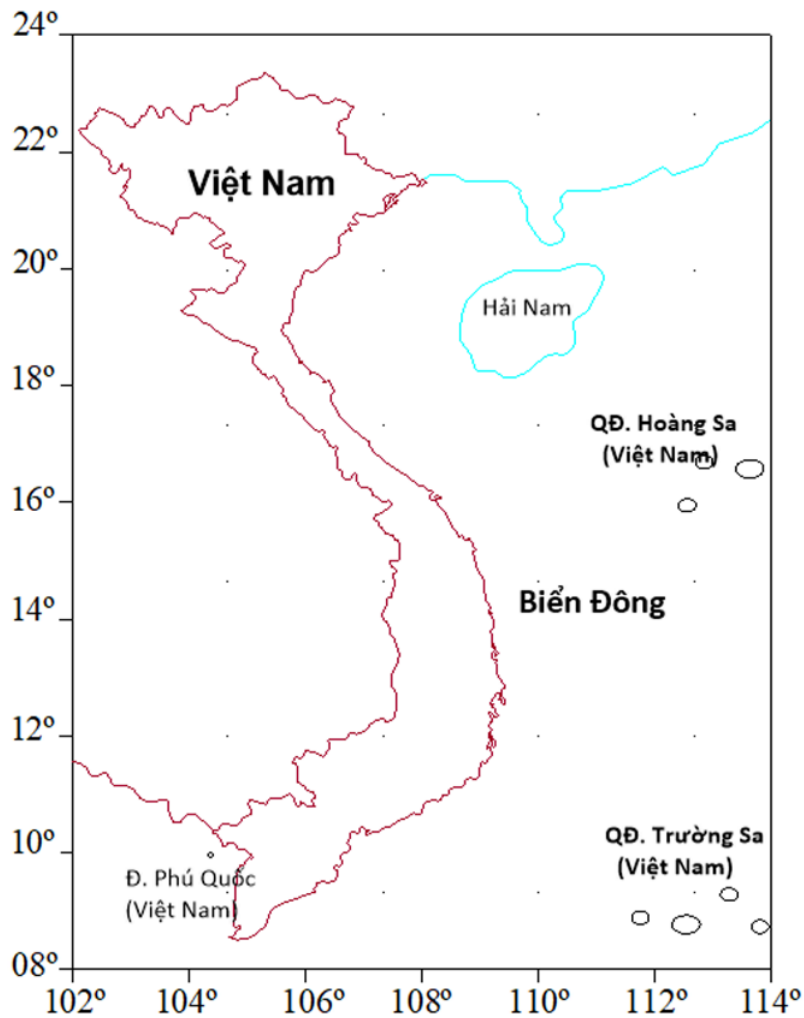 24º
22º
Việt Nam
20º
Hải Nam
18º
QĐ. Hoàng Sa
(Việt Nam)
16º
Biển Đông
14º
12º
QĐ. Trường Sa
(Việt Nam)
10º
Đ. Phú Quốc
(Việt Nam)
08º
102º 104º 106º 108º 110º 112º 114º